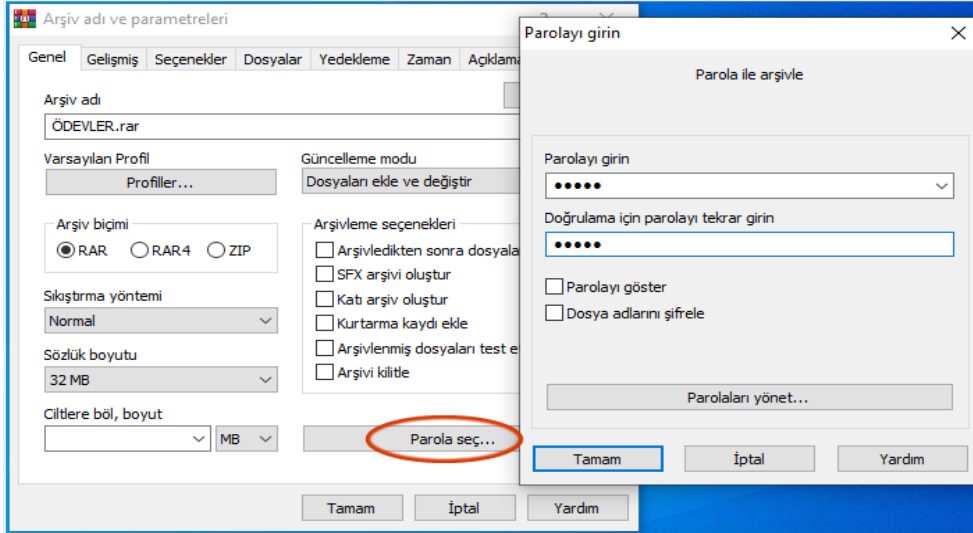 Arşiv adı ve parametreleri
Genel Gelişmiş Seçenekler Dosyalar Yedekleme Zaman
Arşiv adı
ÖDEVLER.rar
Varsayılan Profil
Profiller...
Güncelleme modu
Dosyaları ekle ve değiştir
Arşiv biçimi
RAR RAR4 ZIP
Sıkıştırma yöntemi
Normal
Sözlük boyutu
32 MB
Ciltlere böl, boyut
MB
Arşivleme seçenekleri
Arşivledikten sonra
SFX arşivi oluştur
Katı arşiv oluştur
Kurtarma kaydı ekle
Arşivlenmiş dosyaları test
Arşivi kilitle
Parola seç...
Tamam İptal Yardım
Parolayı girin
Parola ile arşivle
Parolayı girin
Doğrulama için parolayı tekrar girin
Parolayı göster
Dosya adlarını şifrele
Parolaları yönet...
Tamam İptal Yardım